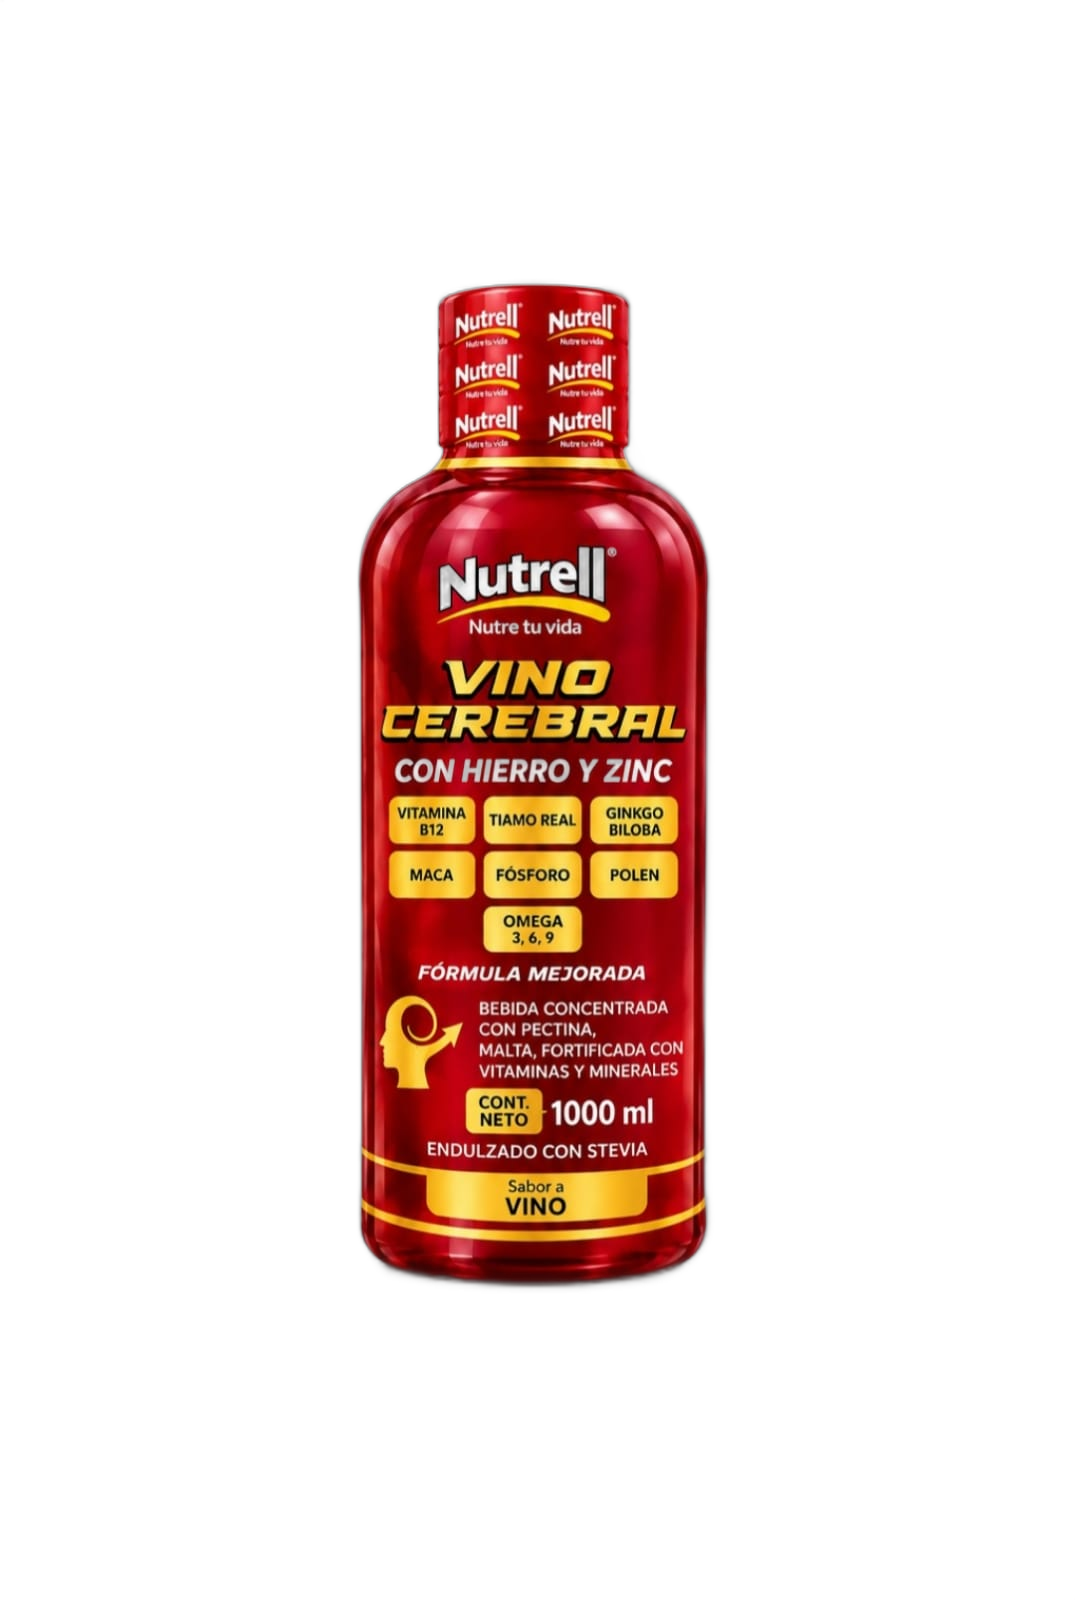 Nutrell® Nutrell®
Nutre tu vida Nutre tu vida
Nutrell® Nutrell®
Nutre tu vida Nutre tu vida
Nutrell® Nutrell®
Nutre tu vida Nutre tu vida
Nutrell®
Nutre tu vida
VINO
CEREBRAL
CON HIERRO Y ZINC
VITAMINA
B12
TIAMO REAL
GINKGO
BILOBA
MACA
FÓSFORO
POLEN
OMEGA
3, 6, 9
FÓRMULA MEJORADA
BEBIDA CONCENTRADA
CON PECTINA,
MALTA, FORTIFICADA CON
VITAMINAS Y MINERALES
CONT.
NETO
1000 ml
ENDULZADO CON STEVIA
Sabor a
VINO